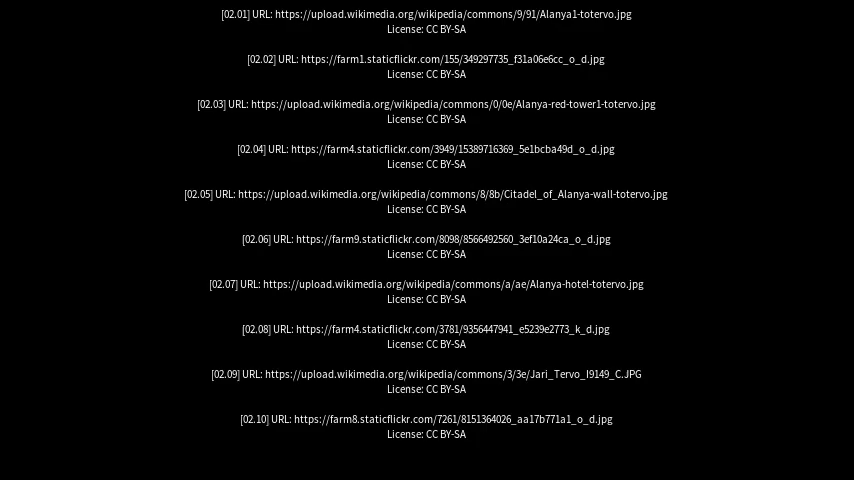 [02.01] URL: https://upload.wikimedia.org/wikipedia/commons/9/91/Alanya1-totervo.jpg
License: CC BY-SA
[02.02] URL: https://farm1.staticflickr.com/155/349297735_f31a06e6cc_o_d.jpg
License: CC BY-SA
[02.03] URL: https://upload.wikimedia.org/wikipedia/commons/0/0e/Alanya-red-tower1-totervo.jpg
License: CC BY-SA
[02.04] URL: https://farm4.staticflickr.com/3949/15389716369_5e1bcba49d_o_d.jpg
License: CC BY-SA
[02.05] URL: https://upload.wikimedia.org/wikipedia/commons/8/8b/Citadel_of_Alanya-wall-totervo.jpg
License: CC BY-SA
[02.06] URL: https://farm9.staticflickr.com/8098/8566492560_3ef10a24ca_o_d.jpg
License: CC BY-SA
[02.07] URL: https://upload.wikimedia.org/wikipedia/commons/a/ae/Alanya-hotel-totervo.jpg
License: CC BY-SA
[02.08] URL: https://farm4.staticflickr.com/3781/9356447941_e5239e2773_k_d.jpg
License: CC BY-SA
[02.09] URL: https://upload.wikimedia.org/wikipedia/commons/3/3e/Jari_Tervo_I9149_C.JPG
License: CC BY-SA
[02.10] URL: https://farm8.staticflickr.com/7261/8151364026_aa17b771a1_o_d.jpg
License: CC BY-SA